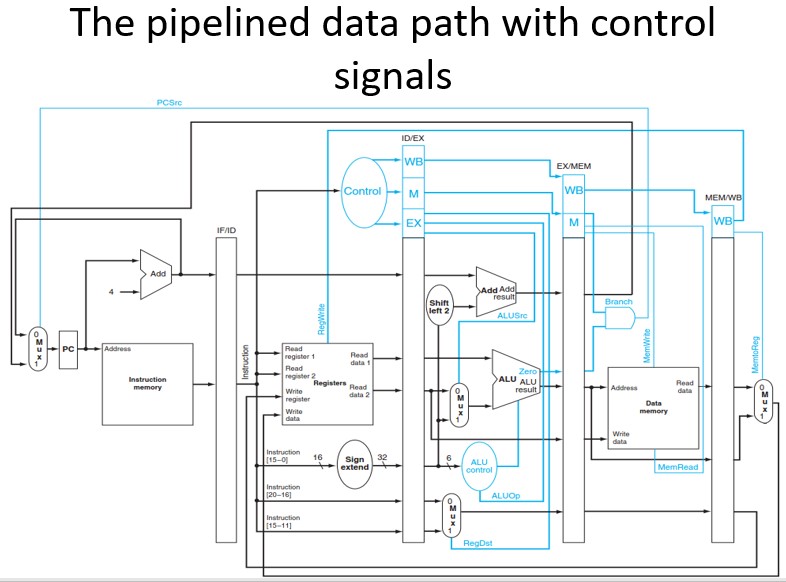 The pipelined data path with control
signals
PCSrc
ID/EX
WB
EX/MEM
Control
M
WB
MEM/WB
EX
M
WB
IF/ID
Add
4
Shift
left 2
Add Add
result
Branch
ALUSrc
RegWrite
MemWrite
MemtoReg
0
M
u
x
1
PC
Address
Instruction
memory
Instruction
Read
register 1
Read
register 2
Write
register
Write
data
Registers
Read
data 1
Read
data 2
0
M
u
x
1
Zero
ALU
ALU
result
Address
Read
data
Data
memory
Write
data
0
M
u
x
1
Instruction
[15–0]
16
Sign
extend
32
6
ALU
control
MemRead
Instruction
[20–16]
ALUOp
Instruction
[15–11]
0
M
u
x
1
RegDst